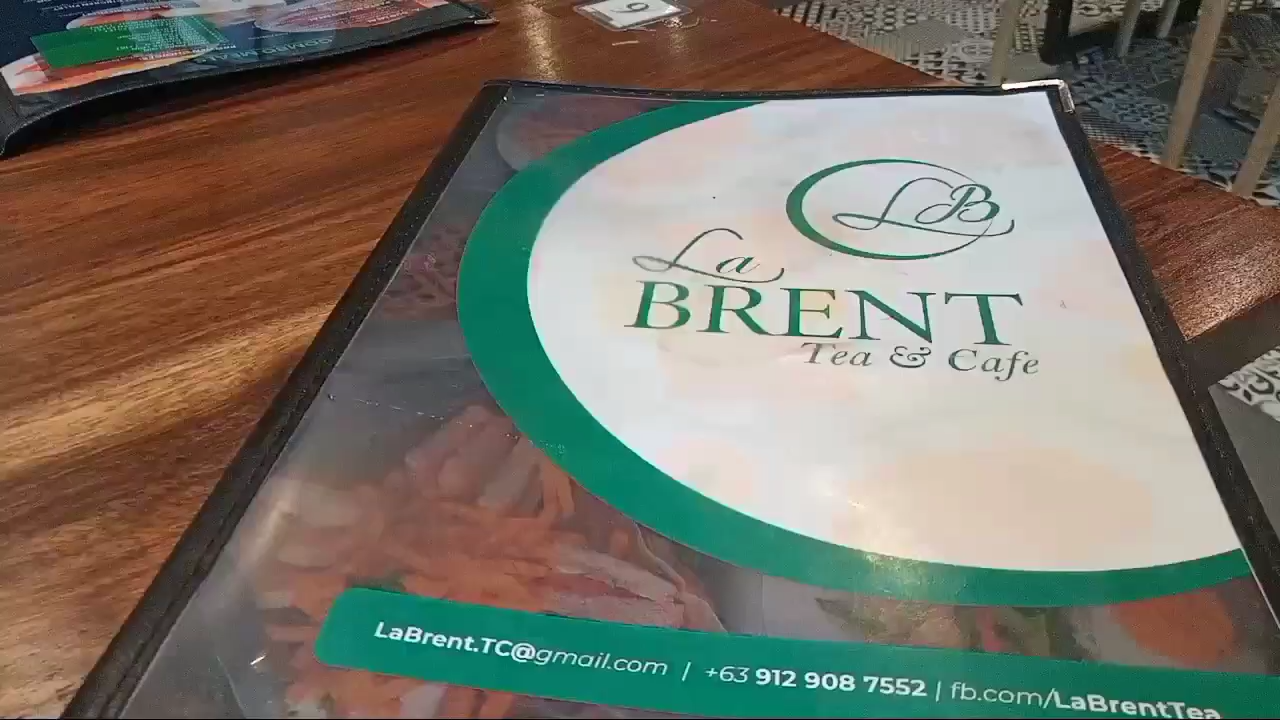 LB
La
BRENT
Tea & Cafe
LaBrent.TC@gmail.com | +63 912 908 7552 | fb.com/LaBrentTea